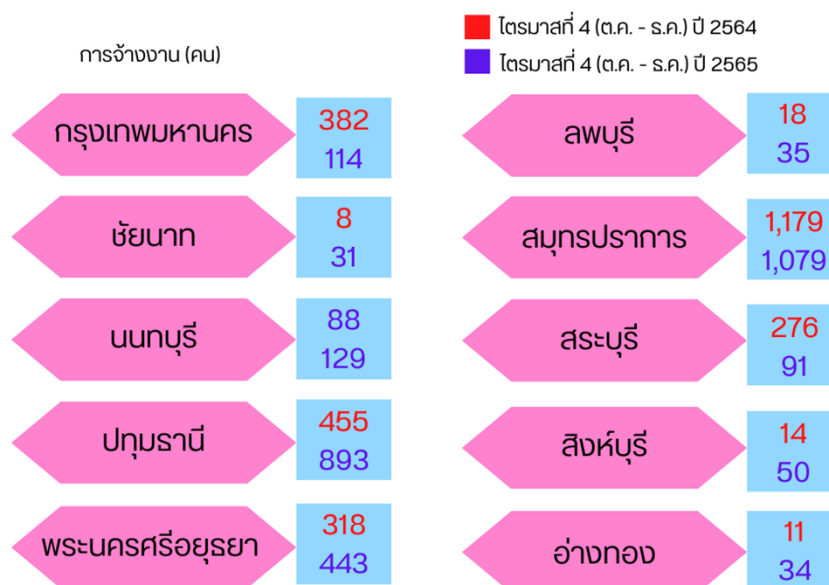 การจ้างงาน (คน)
ไตรมาสที่ 4 (ต.ค. - ธ.ค.) ปี 2564
ไตรมาสที่ 4 (ต.ค. - ธ.ค.) ปี 2565
กรุงเทพมหานคร
382
114
ชัยนาท
8
31
นนทบุรี
88
129
ปทุมธานี
455
893
พระนครศรีอยุธยา
318
443
ลพบุรี
18
35
สมุทรปราการ
1,179
1,079
สระบุรี
276
91
สิงห์บุรี
14
50
อ่างทอง
11
34